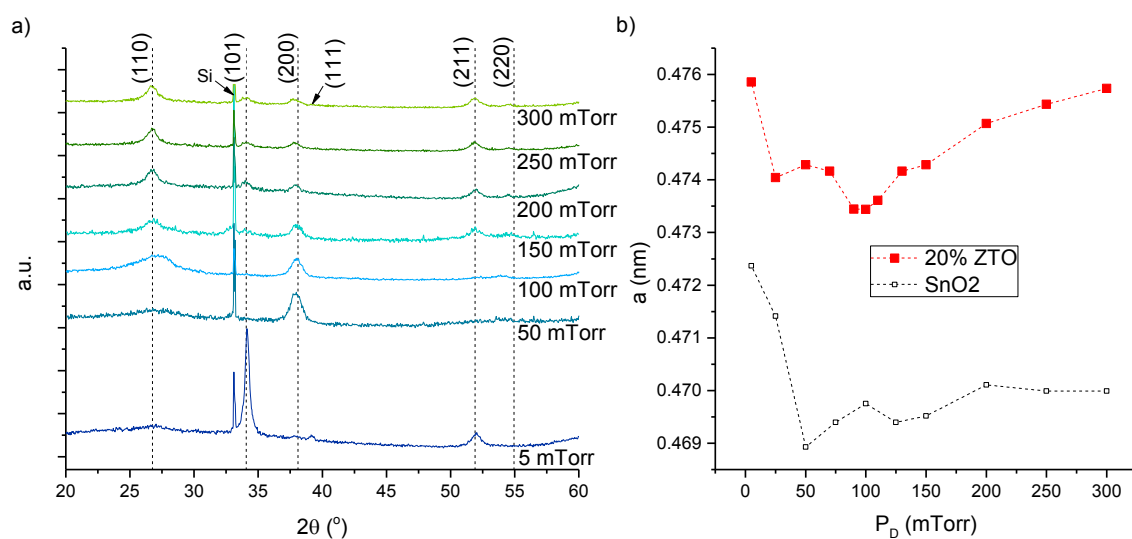 a)
(110)
Si
(101)
(200)
(111)
(211)
(220)
300 mTorr
250 mTorr
200 mTorr
150 mTorr
100 mTorr
50 mTorr
5 mTorr
a.u.
20 25 30 35 40 45 50 55 60
2θ (°)
b)
0.476
0.475
0.474
0.473
0.472
0.471
0.470
0.469
a (nm)
20% ZTO
SnO2
0 50 100 150 200 250 300
P_D (mTorr)